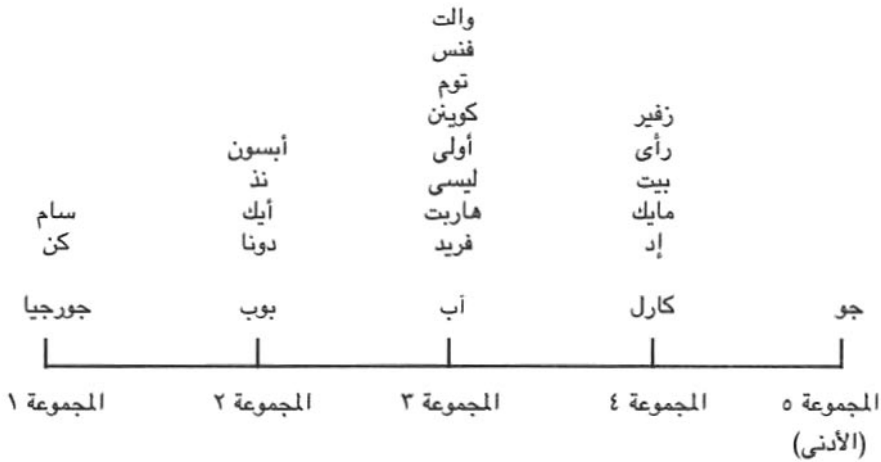 والت
فنس
توم
زفير كوينن
رأى أولى أبسون
بيت ليسى نذ
مايك هاربت أيك سام
إد فريد دونا كن
جو كارل آب بوب جورجيا
المجموعة ٥ المجموعة ٤ المجموعة ٣ المجموعة ٢ المجموعة ١
(الأدنى)